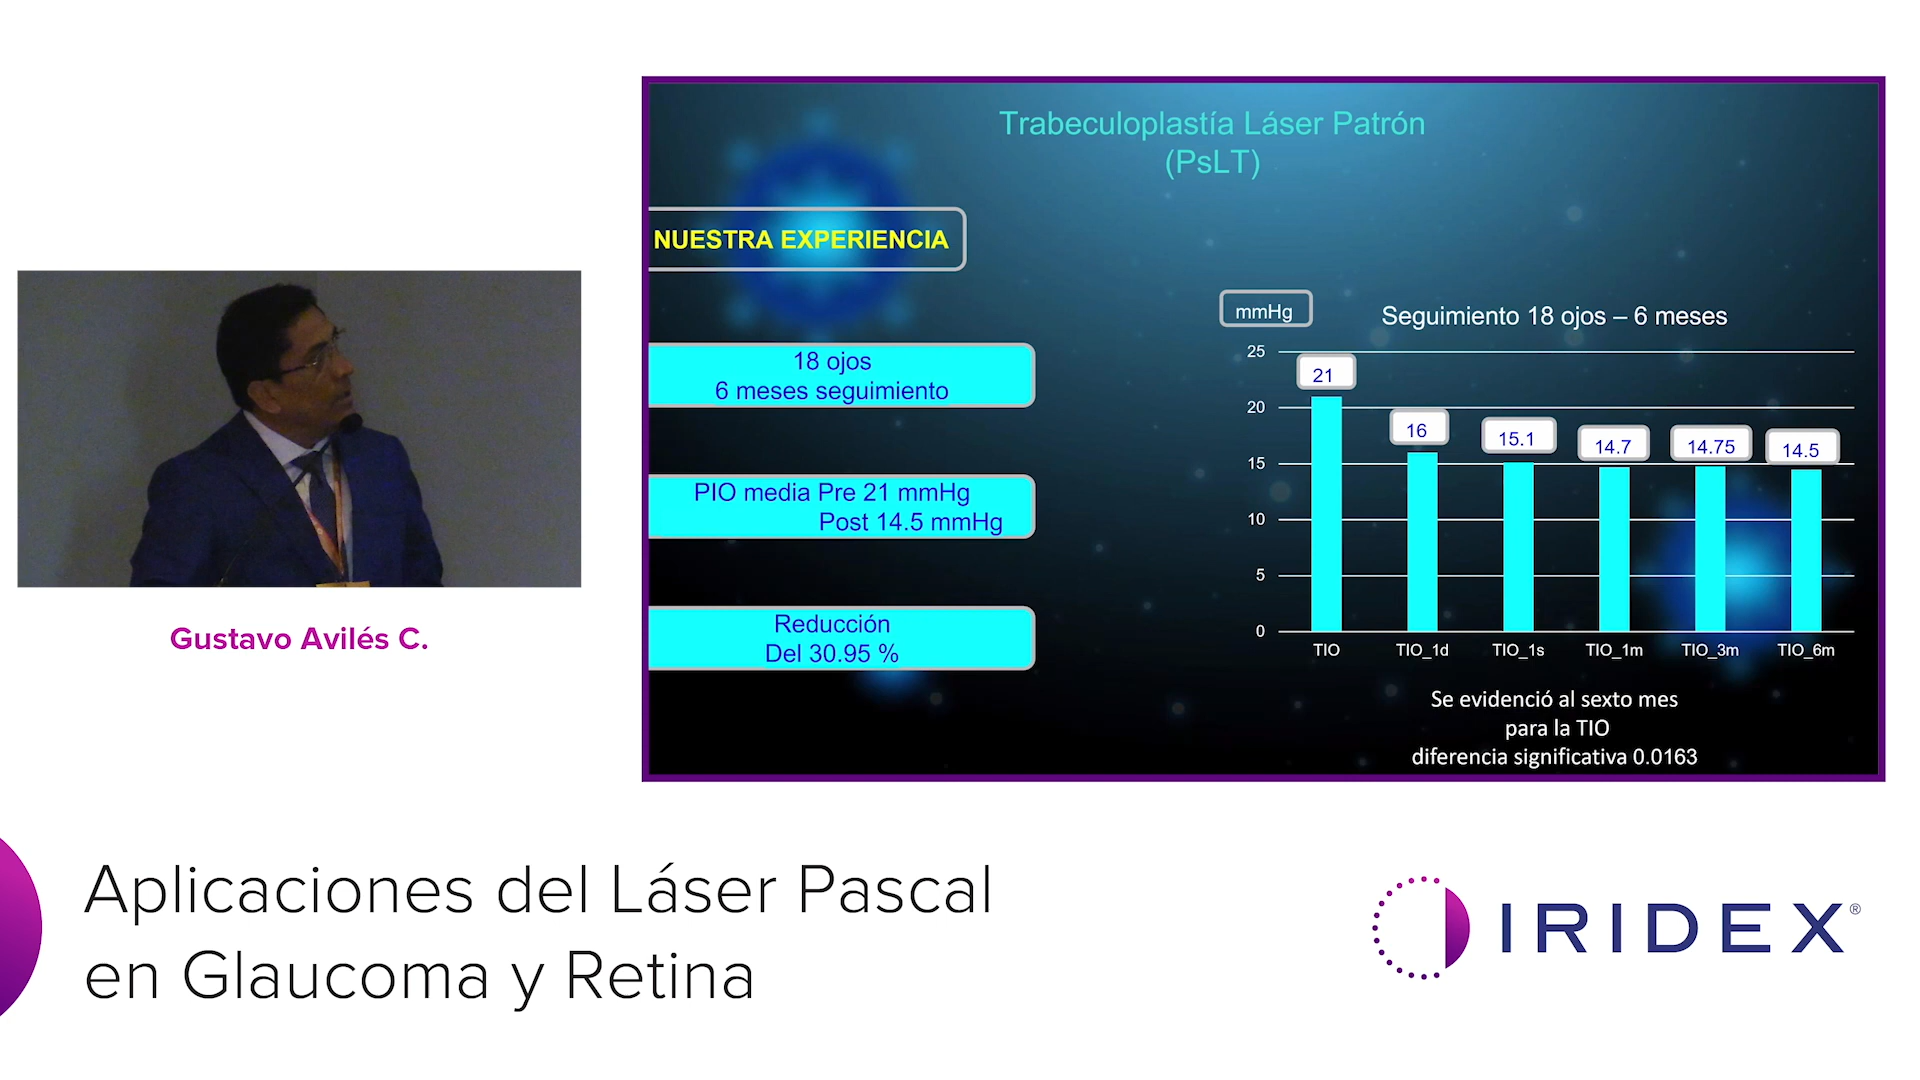 Trabeculoplastía Láser Patrón
(PsLT)
NUESTRA EXPERIENCIA
18 ojos
6 meses seguimiento
PIO media Pre 21 mmHg
Post 14.5 mmHg
Reducción
Del 30.95 %
mmHg
Seguimiento 18 ojos – 6 meses
25
20
15
10
5
0
21
16
15.1
14.7
14.75
14.5
TIO
TIO_1d
TIO_1s
TIO_1m
TIO_3m
TIO_6m
Se evidenció al sexto mes
para la TIO
diferencia significativa 0.0163
Gustavo Avilés C.
Aplicaciones del Láser Pascal
en Glaucoma y Retina
IRIDEX®